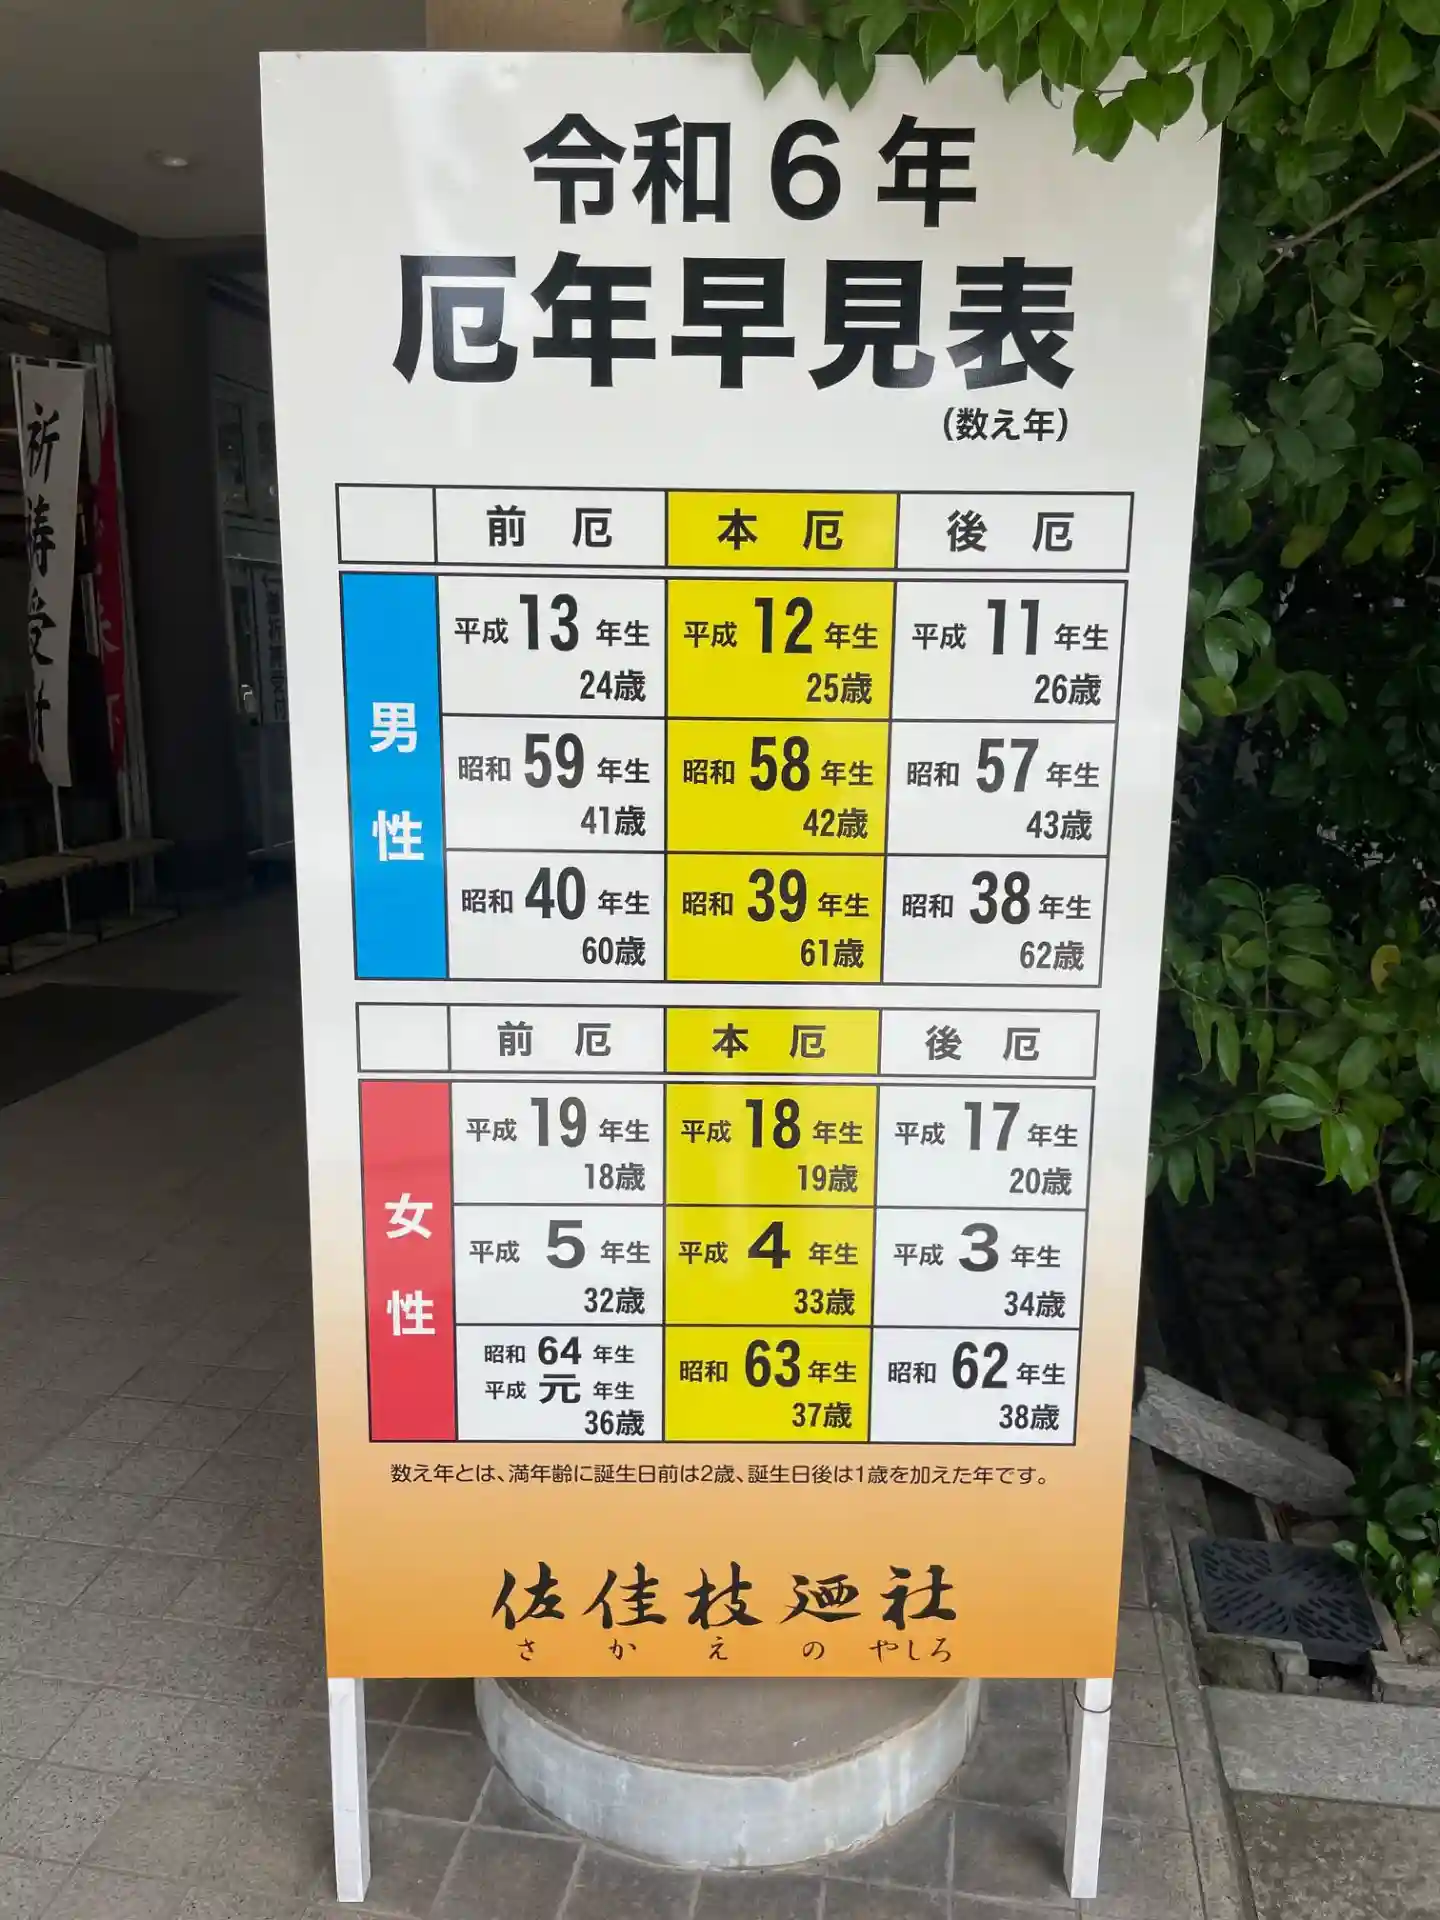 令和6年
厄年早見表
(数え年)
前厄 本厄 後厄
男性
平成13年生 平成12年生 平成11年生
24歳 25歳 26歳
昭和59年生 昭和58年生 昭和57年生
41歳 42歳 43歳
昭和40年生 昭和39年生 昭和38年生
60歳 61歳 62歳
前厄 本厄 後厄
女性
平成19年生 平成18年生 平成17年生
18歳 19歳 20歳
平成5年生 平成4年生 平成3年生
32歳 33歳 34歳
昭和64年生
平成元年生 昭和63年生 昭和62年生
36歳 37歳 38歳
数え年とは、満年齢に誕生日前は2歳、誕生日後は1歳を加えた年です。
佐佳枝廼社
さかえのやしろ
祈祷受付